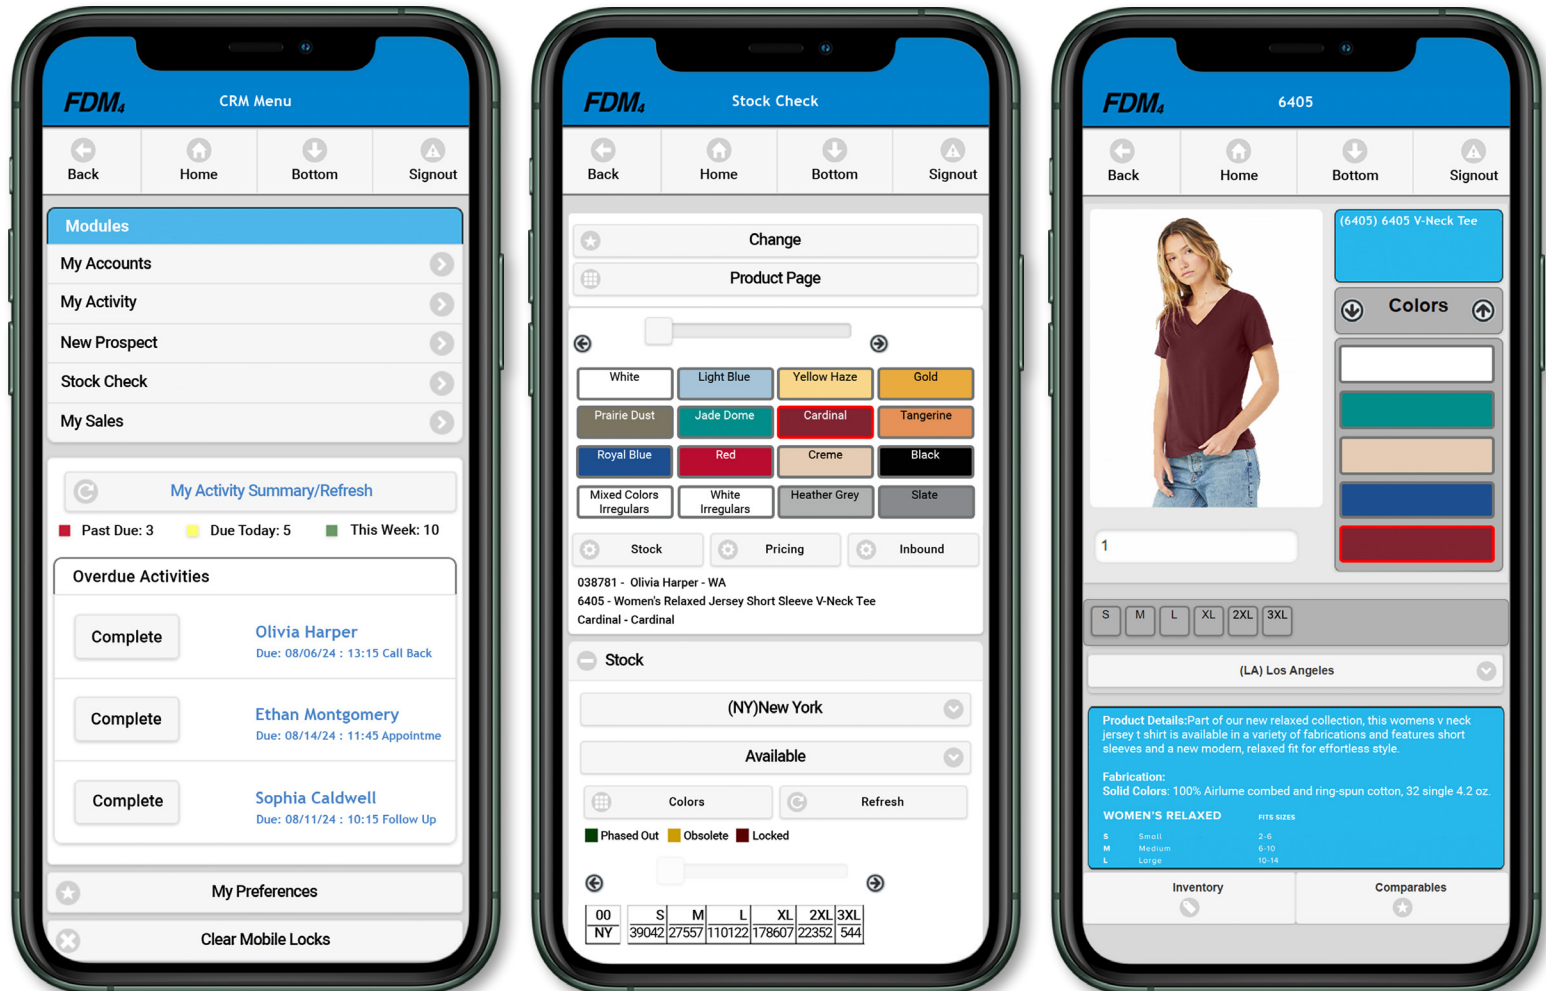 FDM4
CRM Menu
Back
Home
Bottom
Signout
Modules
My Accounts
My Activity
New Prospect
Stock Check
My Sales
My Activity Summary/Refresh
Past Due: 3
Due Today: 5
This Week: 10
Overdue Activities
Complete
Olivia Harper
Due: 08/06/24 : 13:15 Call Back
Complete
Ethan Montgomery
Due: 08/14/24 : 11:45 Appointme
Complete
Sophia Caldwell
Due: 08/11/24 : 10:15 Follow Up
My Preferences
Clear Mobile Locks
FDM4
Stock Check
Back
Home
Bottom
Signout
Change
Product Page
White
Light Blue
Yellow Haze
Gold
Prairie Dust
Jade Dome
Cardinal
Tangerine
Royal Blue
Red
Creme
Black
Mixed Colors
Irregulars
White
Irregulars
Heather Grey
Slate
Stock
Pricing
Inbound
038781 - Olivia Harper - WA
6405 - Women's Relaxed Jersey Short Sleeve V-Neck Tee
Cardinal - Cardinal
Stock
(NY)New York
Available
Colors
Refresh
Phased Out
Obsolete
Locked
00 S M L XL 2XL 3XL
NY 39042 27557 110122 178607 22352 544
FDM4
6405
Back
Home
Bottom
Signout
(6405) 6405 V-Neck Tee
Colors
1
S M L XL 2XL 3XL
(LA) Los Angeles
Product Details:Part of our new relaxed collection, this womens v neck
jersey t shirt is available in a variety of fabrications and features short
sleeves and a new modern, relaxed fit for effortless style.
Fabrication:
Solid Colors: 100% Airlume combed and ring-spun cotton, 32 single 4.2 oz.
WOMEN'S RELAXED FITS SIZES
S Small 2-6
M Medium 6-10
L Large 10-14
Inventory
Comparables